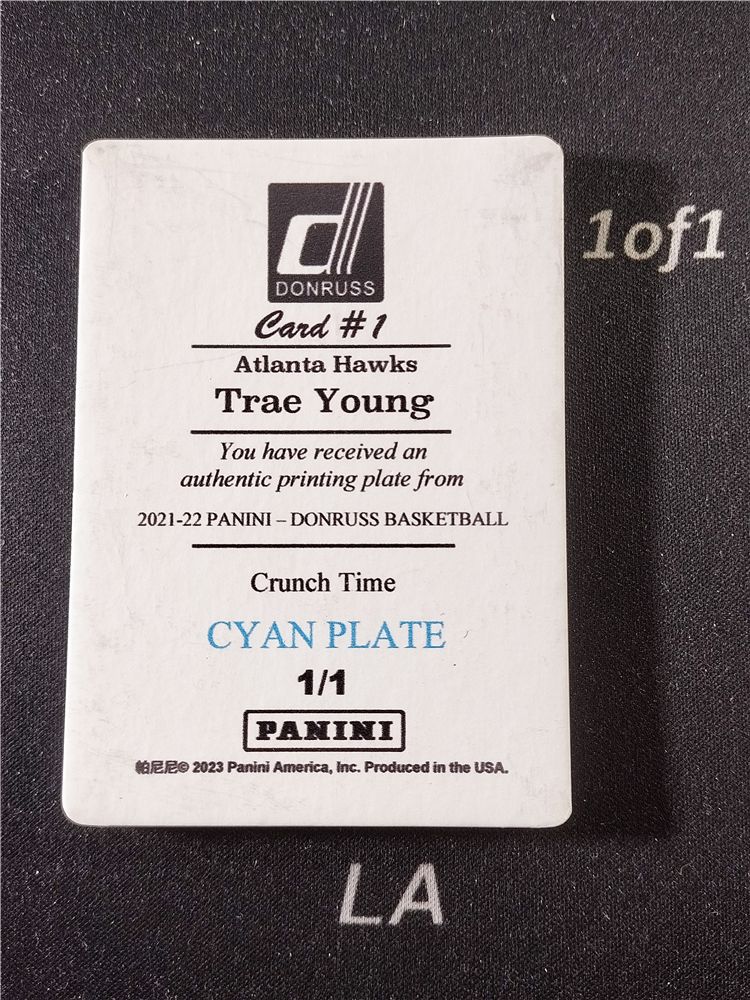 DONRUSS
Card #1
1of1
Atlanta Hawks
Trae Young
You have received an
authentic printing plate from
2021-22 PANINI – DONRUSS BASKETBALL
Crunch Time
CYAN PLATE
1/1
PANINI
帕尼尼© 2023 Panini America, Inc. Produced in the USA.
LA